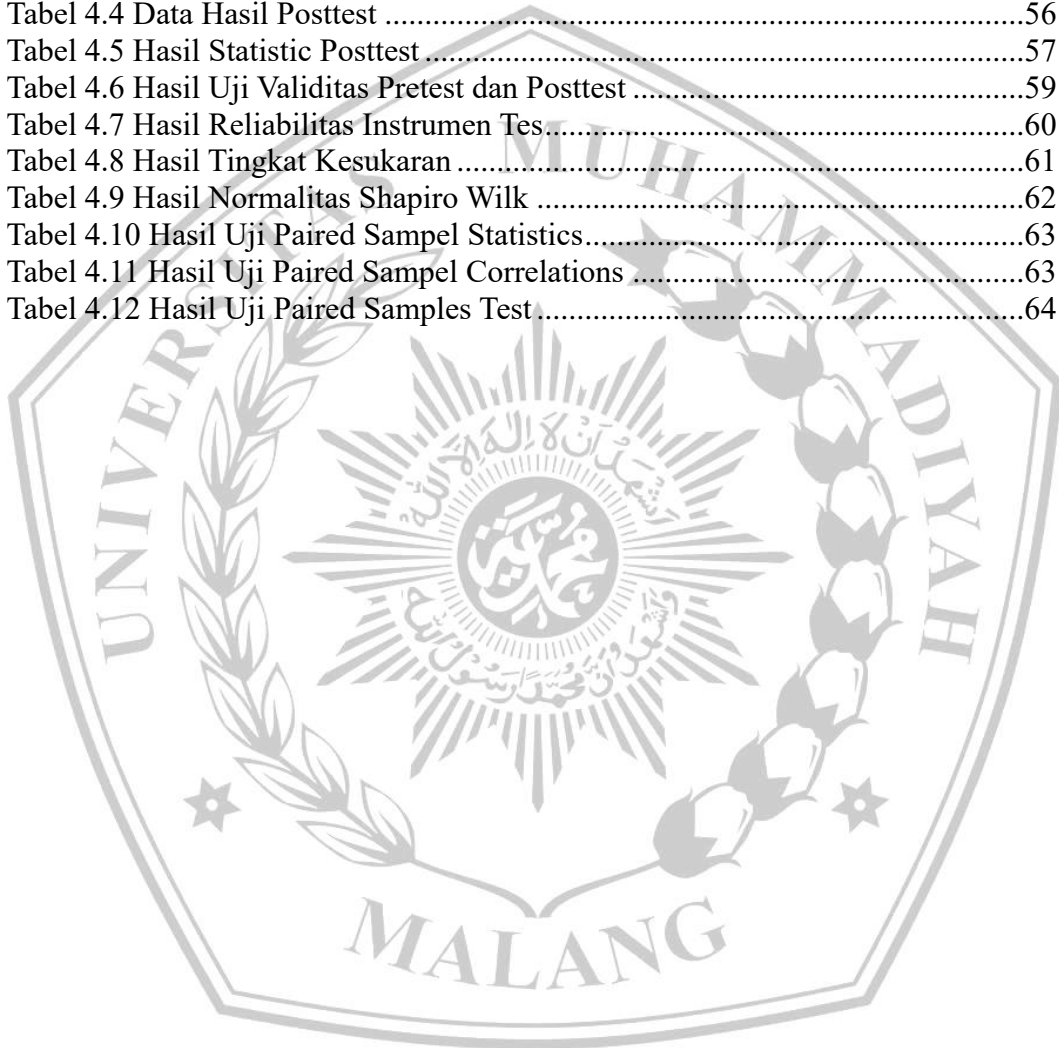 Tabel 4.4 Data Hasil Posttest ................................................................................56
Tabel 4.5 Hasil Statistic Posttest ...........................................................................57
Tabel 4.6 Hasil Uji Validitas Pretest dan Posttest .................................................59
Tabel 4.7 Hasil Reliabilitas Instrumen Tes............................................................60
Tabel 4.8 Hasil Tingkat Kesukaran .......................................................................61
Tabel 4.9 Hasil Normalitas Shapiro Wilk .............................................................62
Tabel 4.10 Hasil Uji Paired Sampel Statistics.......................................................63
Tabel 4.11 Hasil Uji Paired Sampel Correlations .................................................63
Tabel 4.12 Hasil Uji Paired Samples Test .............................................................64
UNIVERSITAS MUHAMMADIYAH
MALANG